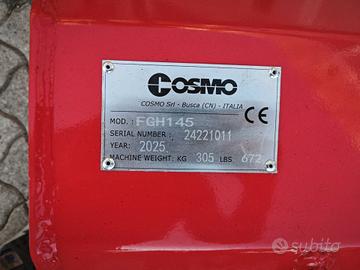 COSMO
COSMO Srl - Busca (CN) - ITALIA
MOD.: FGH145
CE
SERIAL NUMBER: 24221011
YEAR: 2025
MACHINE WEIGHT: KG 305 LBS 672
subito